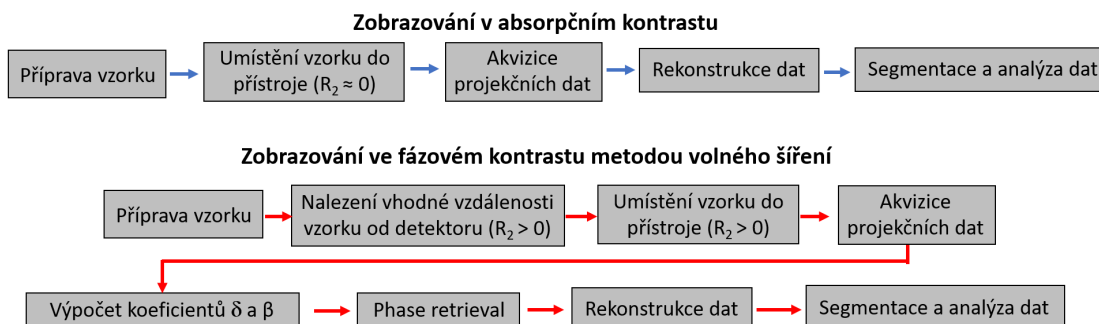 Zobrazování v absorpčním kontrastu
Příprava vzorku
Umístění vzorku do
přístroje (R₂ ≈ 0)
Akvizice
projekčních dat
Rekonstrukce dat
Segmentace a analýza dat
Zobrazování ve fázovém kontrastu metodou volného šíření
Příprava vzorku
Nalezení vhodné vzdálenosti
vzorku od detektoru (R₂ > 0)
Umístění vzorku do
přístroje (R₂ > 0)
Akvizice
projekčních dat
Výpočet koeficientů δ a β
Phase retrieval
Rekonstrukce dat
Segmentace a analýza dat